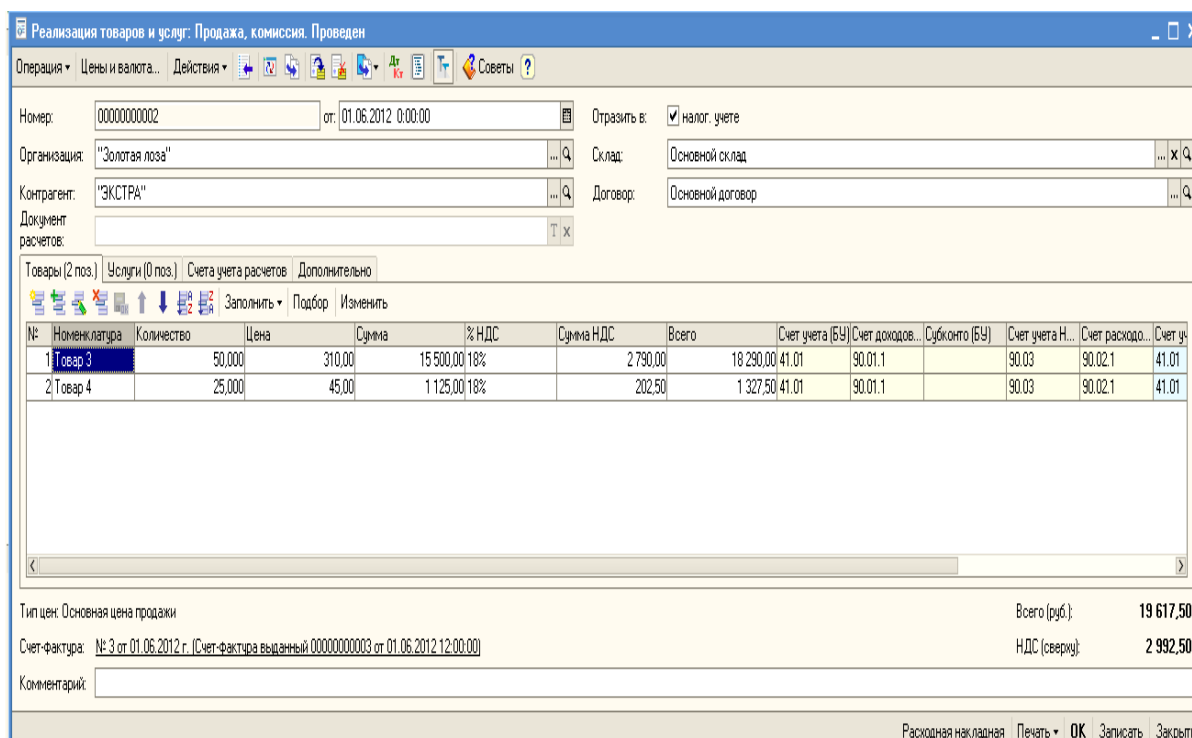 Реализация товаров и услуг: Продажа, комиссия. Проведен
Операция Цены и валюта... Действия Дт Кт Советы ?
Номер: 00000000002 от: 01.06.2012 0:00:00 Отразить в: налог. учете
Организация: "Золотая лоза" ... Склад: Основной склад ... x
Контрагент: "ЭКСТРА" ... Договор: Основной договор ...
Документ
расчетов: T x
Товары (2 поз.) Услуги (0 поз.) Счета учета расчетов Дополнительно
Заполнить Подбор Изменить
№ Номенклатура Количество Цена Сумма % НДС Сумма НДС Всего Счет учета (БУ) Счет доходов... Субконто (БУ) Счет учета Н... Счет расходо... Счет уч
1 Товар 3 50,000 310,00 15 500,00 18% 2 790,00 18 290,00 41.01 90.01.1 90.03 90.02.1 41.01
2 Товар 4 25,000 45,00 1 125,00 18% 202,50 1 327,50 41.01 90.01.1 90.03 90.02.1 41.01
Тип цен: Основная цена продажи Всего (руб.): 19 617,50
Счет-фактура: № 3 от 01.06.2012 г. (Счет-фактура выданный 00000000003 от 01.06.2012 12:00:00) НДС (сверху): 2 992,50
Комментарий:
Расходная накладная Печать OK Записать Закрыть